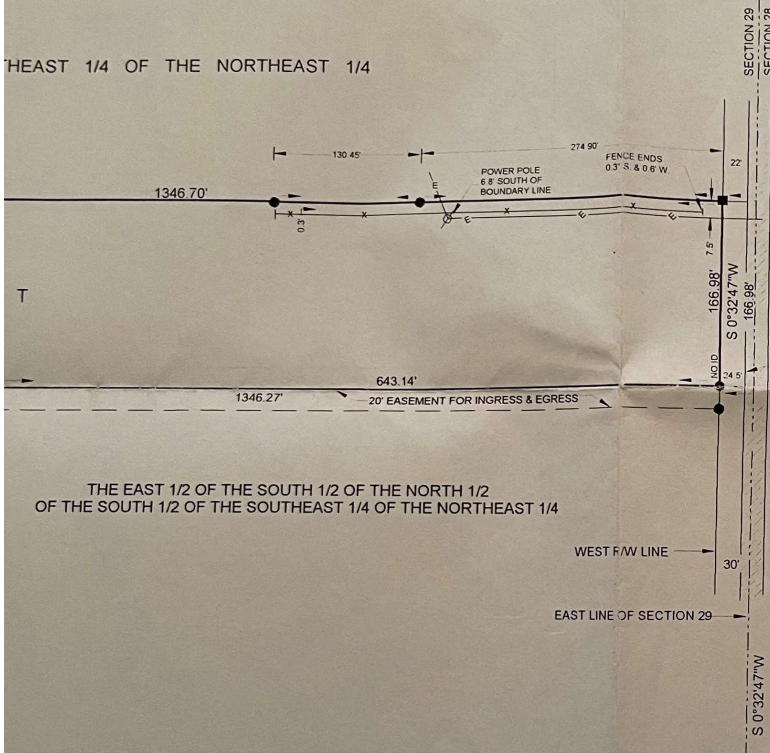 SECTION 29
SECTION 28
THEAST 1/4 OF THE NORTHEAST 1/4
130.45'
274.90'
FENCE ENDS
0.3' S. & 0.6' W.
22'
POWER POLE
6.8' SOUTH OF
BOUNDARY LINE
E
1346.70'
X
X
X
X
E
E
E
0.3'
7.5'
T
166.98'
S 0°32'47"W
166.98'
NO ID
24.5'
643.14'
1346.27'
20' EASEMENT FOR INGRESS & EGRESS
THE EAST 1/2 OF THE SOUTH 1/2 OF THE NORTH 1/2
OF THE SOUTH 1/2 OF THE SOUTHEAST 1/4 OF THE NORTHEAST 1/4
WEST R/W LINE
30'
EAST LINE OF SECTION 29
S 0°32'47"W